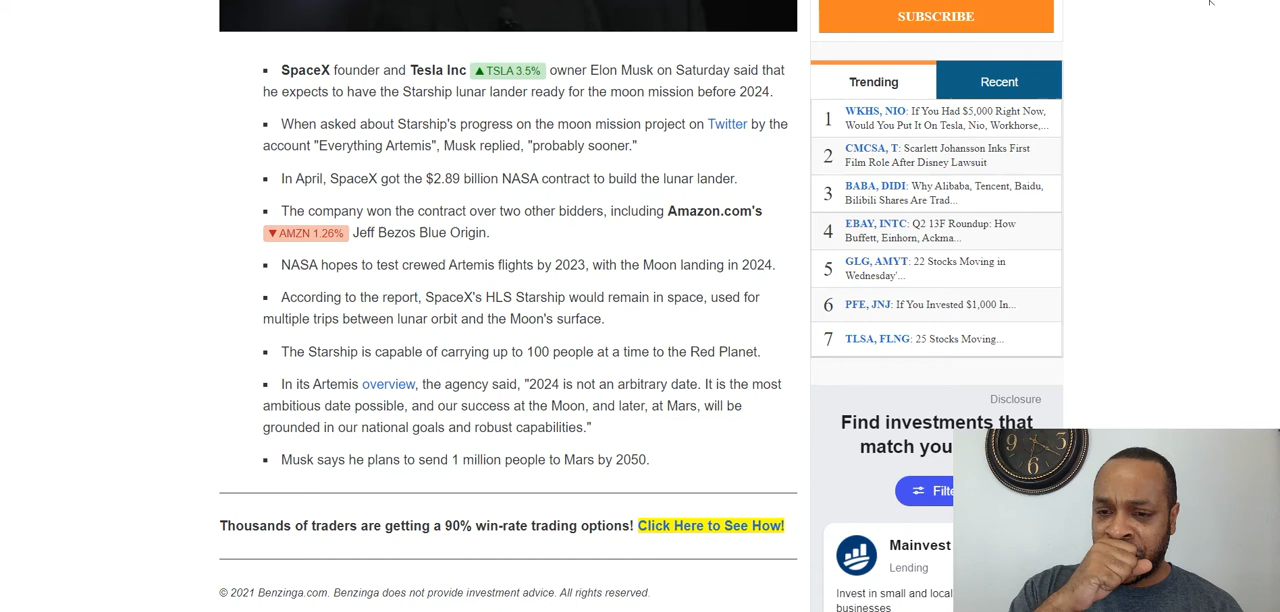 SpaceX founder and Tesla Inc ▲ TSLA 3.5% owner Elon Musk on Saturday said that
he expects to have the Starship lunar lander ready for the moon mission before 2024.
When asked about Starship's progress on the moon mission project on Twitter by the
account "Everything Artemis", Musk replied, "probably sooner."
In April, SpaceX got the $2.89 billion NASA contract to build the lunar lander.
The company won the contract over two other bidders, including Amazon.com's
▼ AMZN 1.26% Jeff Bezos Blue Origin.
NASA hopes to test crewed Artemis flights by 2023, with the Moon landing in 2024.
According to the report, SpaceX's HLS Starship would remain in space, used for
multiple trips between lunar orbit and the Moon's surface.
The Starship is capable of carrying up to 100 people at a time to the Red Planet.
In its Artemis overview, the agency said, "2024 is not an arbitrary date. It is the most
ambitious date possible, and our success at the Moon, and later, at Mars, will be
grounded in our national goals and robust capabilities."
Musk says he plans to send 1 million people to Mars by 2050.
Thousands of traders are getting a 90% win-rate trading options! Click Here to See How!
© 2021 Benzinga.com. Benzinga does not provide investment advice. All rights reserved.
SUBSCRIBE
Trending Recent
1 WKHS, NIO: If You Had $5,000 Right Now,
Would You Put It On Tesla, Nio, Workhorse,...
2 CMCSA, T: Scarlett Johansson Inks First
Film Role After Disney Lawsuit
3 BABA, DIDI: Why Alibaba, Tencent, Baidu,
Bilibili Shares Are Trad...
4 EBAY, INTC: Q2 13F Roundup: How
Buffett, Einhorn, Ackma...
5 GLG, AMYT: 22 Stocks Moving in
Wednesday'...
6 PFE, JNJ: If You Invested $1,000 In...
7 TLSA, FLNG: 25 Stocks Moving...
Disclosure
Find investments that
match you
Filte
Mainvest
Lending
Invest in small and local
businesses
9 3
6